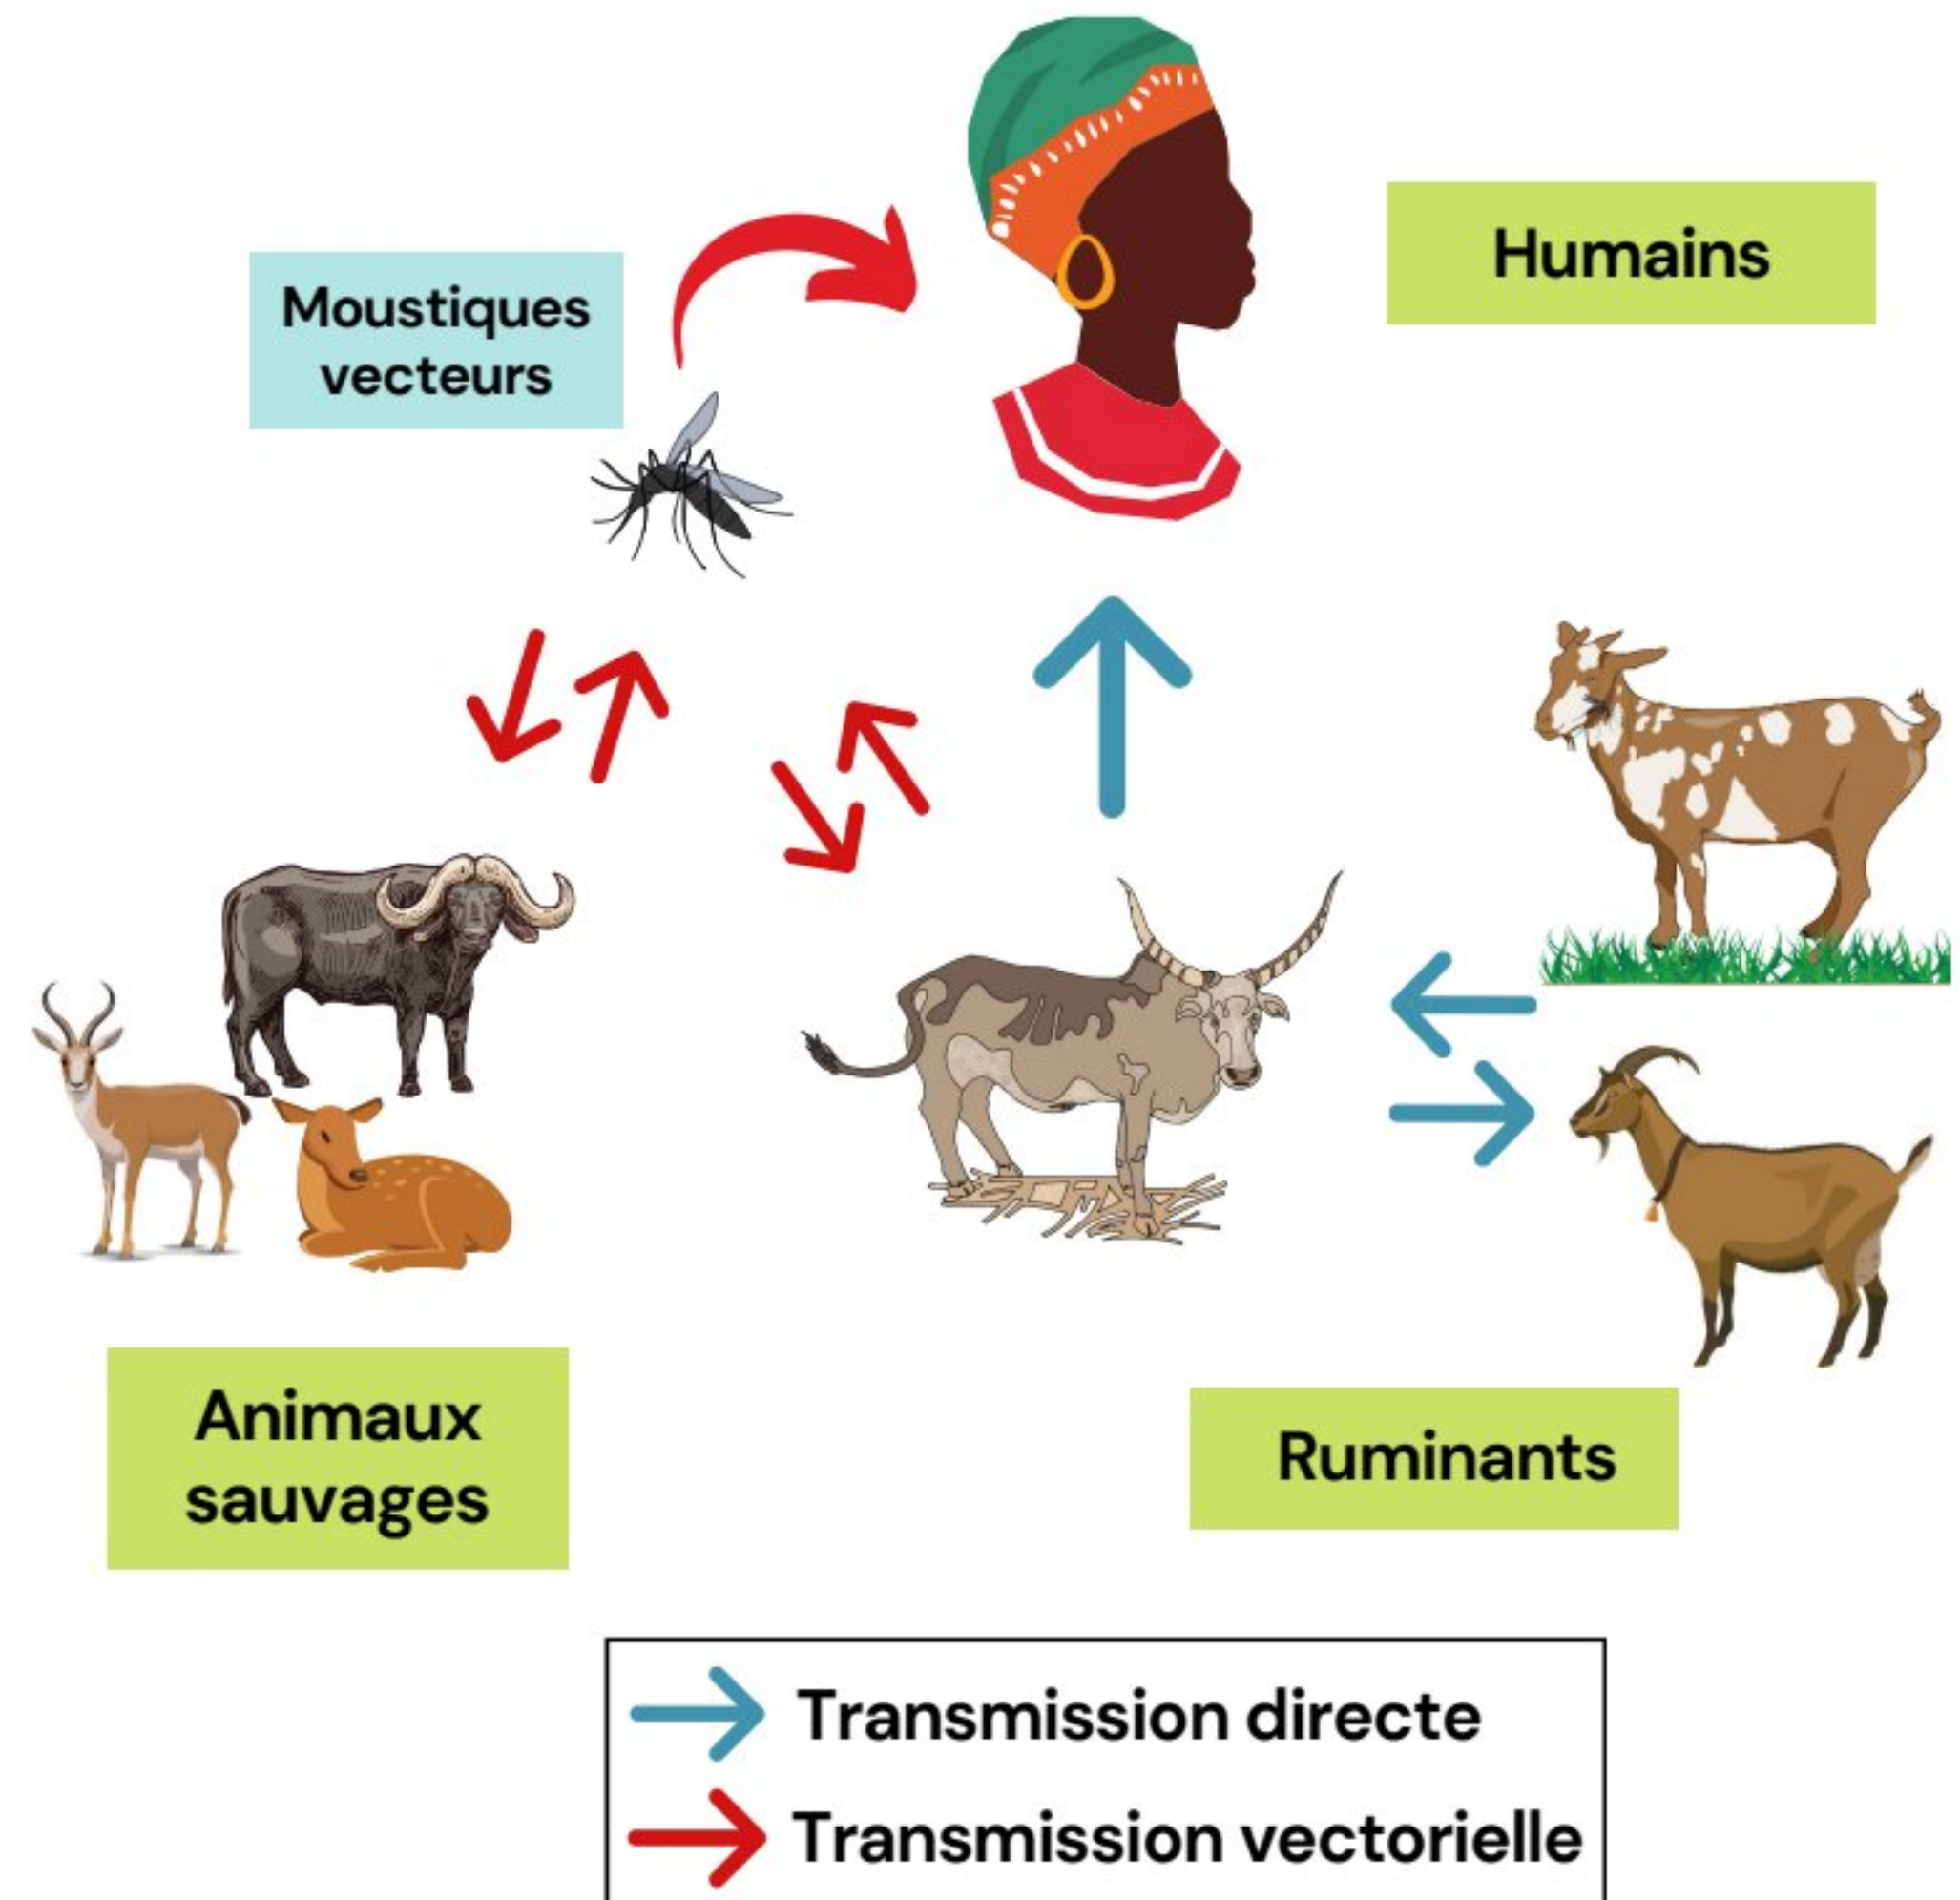 Humains
Moustiques
vecteurs
Animaux
sauvages
Ruminants
Transmission directe
Transmission vectorielle